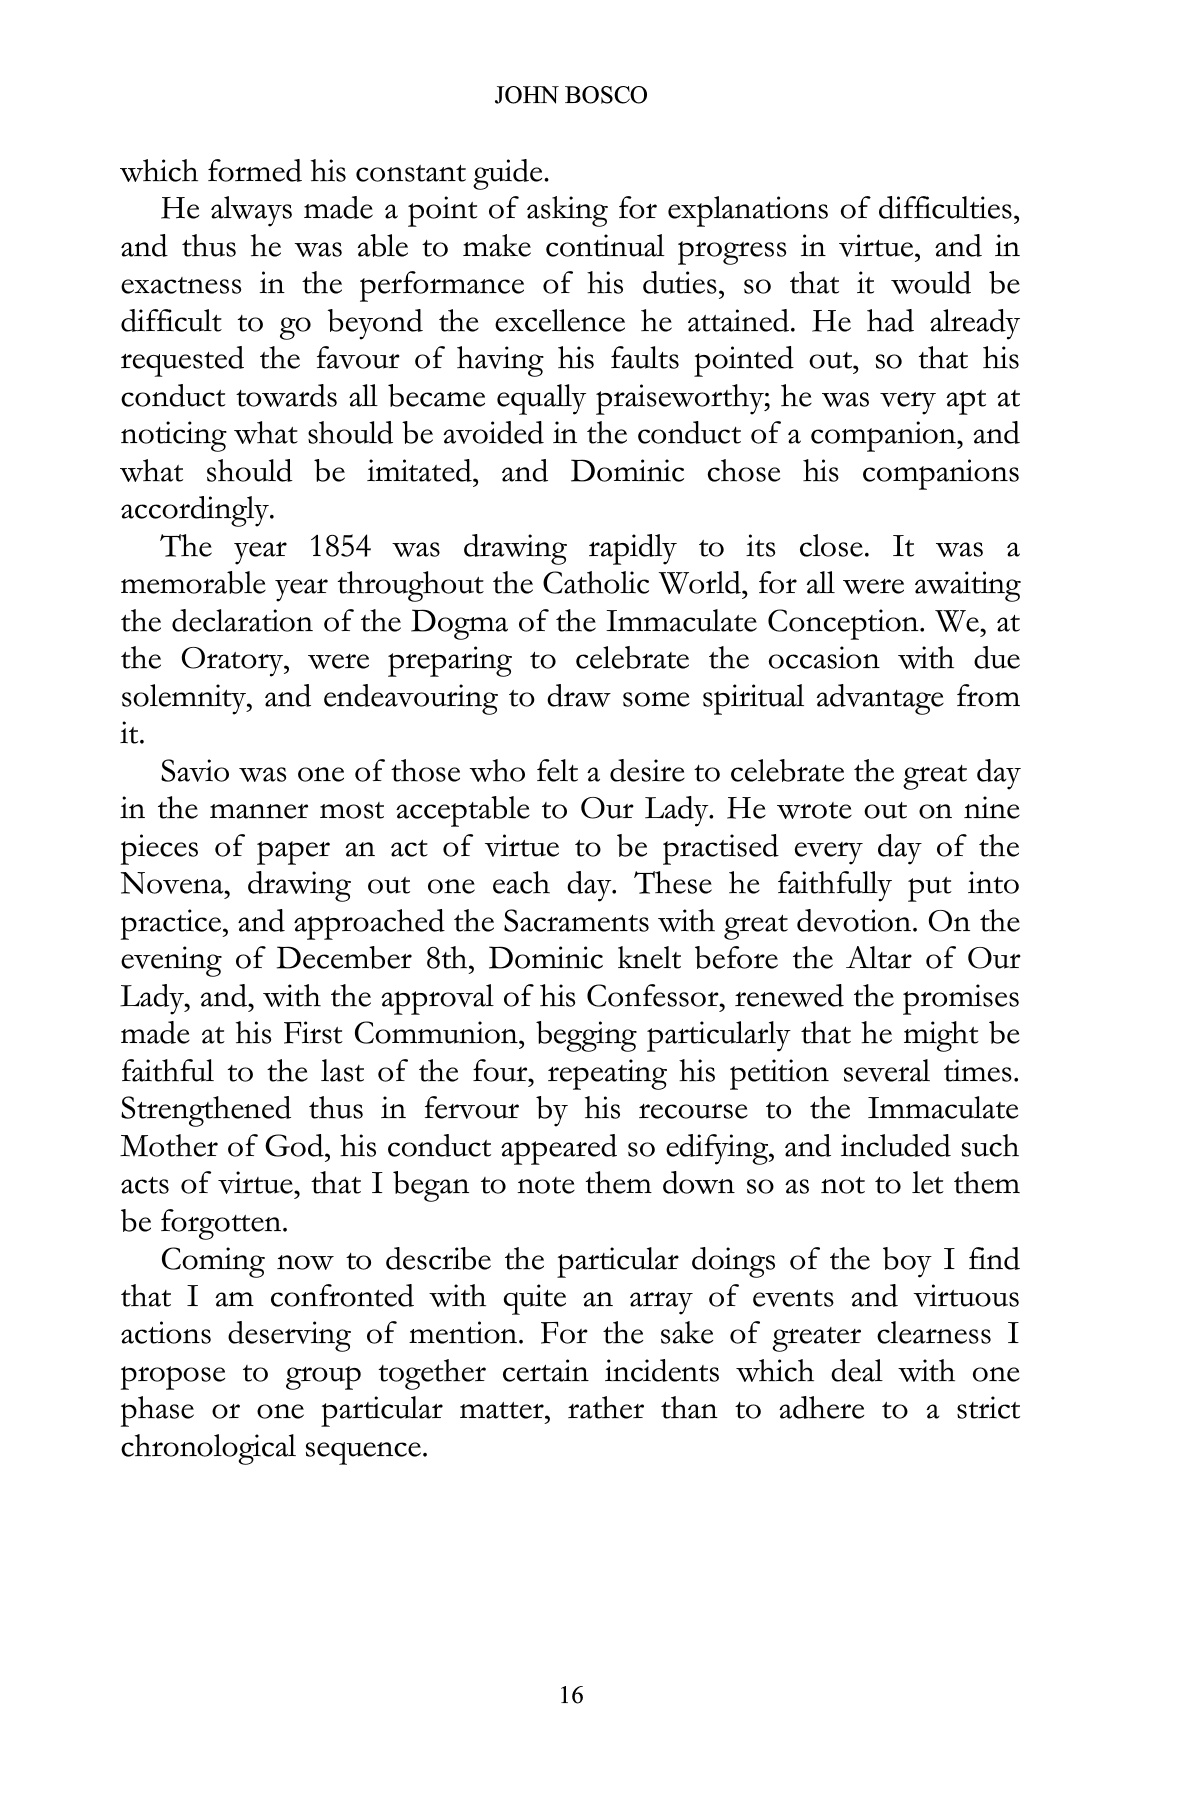 JOHN BOSCO
which formed his constant guide.
He always made a point of asking for explanations of difficulties,
and thus he was able to make continual progress in virtue, and in
exactness in the performance of his duties, so that it would be
difficult to go beyond the excellence he attained. He had already
requested the favour of having his faults pointed out, so that his
conduct towards all became equally praiseworthy; he was very apt at
noticing what should be avoided in the conduct of a companion, and
what should be imitated, and Dominic chose his companions
accordingly.
The year 1854 was drawing rapidly to its close. It was a
memorable year throughout the Catholic World, for all were awaiting
the declaration of the Dogma of the Immaculate Conception. We, at
the Oratory, were preparing to celebrate the occasion with due
solemnity, and endeavouring to draw some spiritual advantage from
it.
Savio was one of those who felt a desire to celebrate the great day
in the manner most acceptable to Our Lady. He wrote out on nine
pieces of paper an act of virtue to be practised every day of the
Novena, drawing out one each day. These he faithfully put into
practice, and approached the Sacraments with great devotion. On the
evening of December 8th, Dominic knelt before the Altar of Our
Lady, and, with the approval of his Confessor, renewed the promises
made at his First Communion, begging particularly that he might be
faithful to the last of the four, repeating his petition several times.
Strengthened thus in fervour by his recourse to the Immaculate
Mother of God, his conduct appeared so edifying, and included such
acts of virtue, that I began to note them down so as not to let them
be forgotten.
Coming now to describe the particular doings of the boy I find
that I am confronted with quite an array of events and virtuous
actions deserving of mention. For the sake of greater clearness I
propose to group together certain incidents which deal with one
phase or one particular matter, rather than to adhere to a strict
chronological sequence.
16